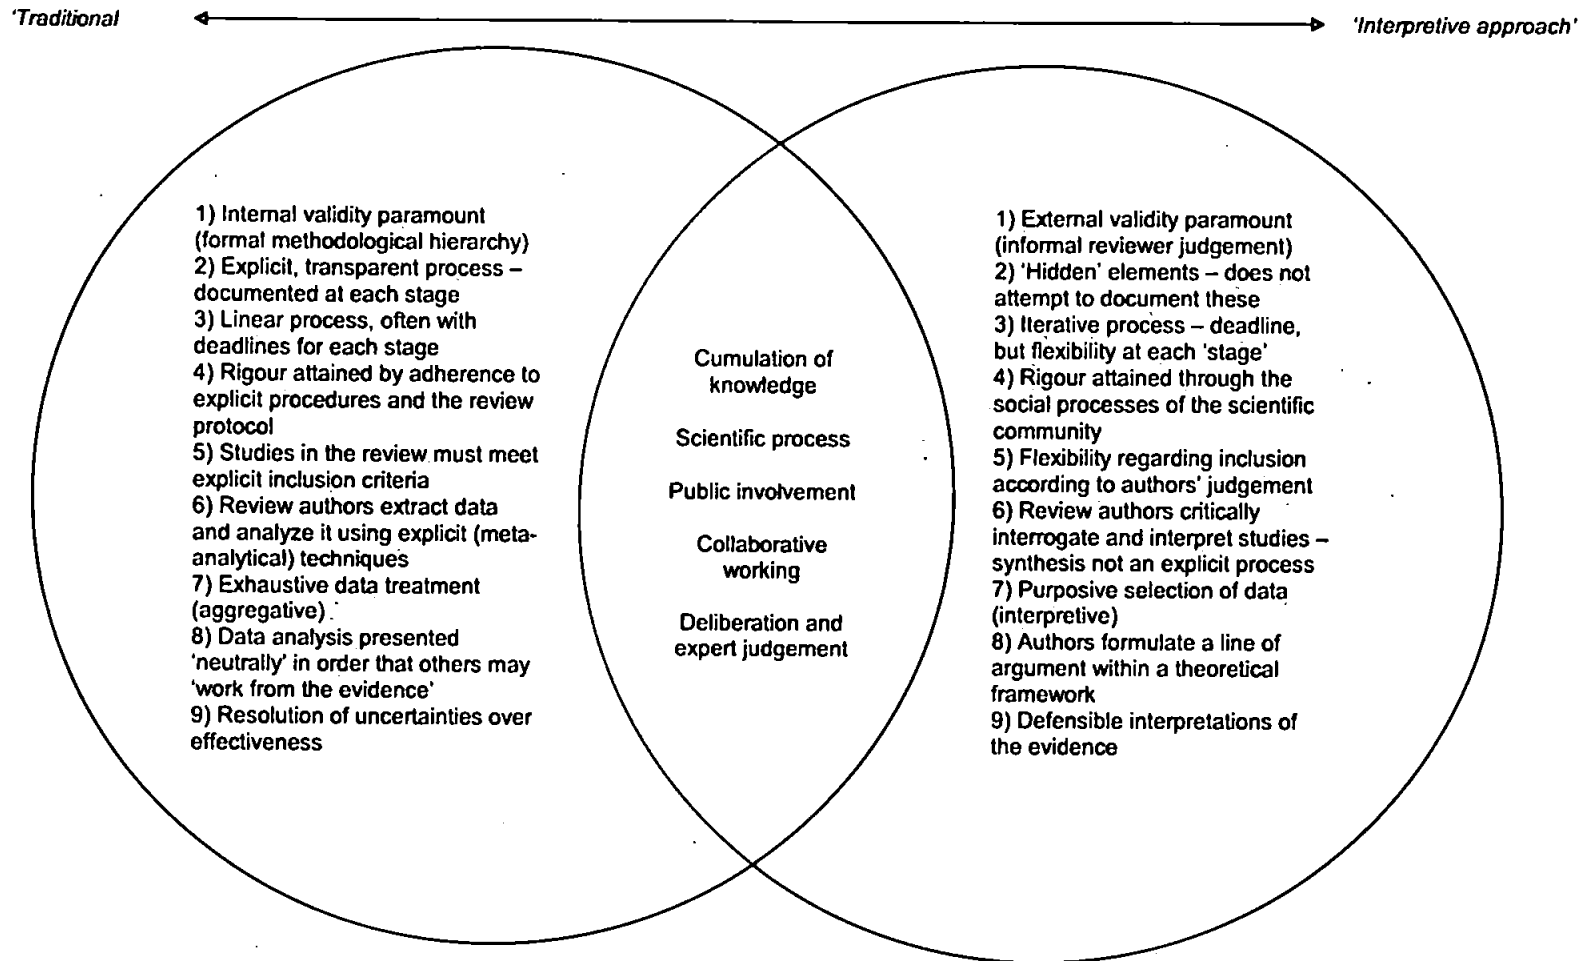 'Traditional
'Interpretive approach'
1) Internal validity paramount
(formal methodological hierarchy)
2) Explicit, transparent process –
documented at each stage
3) Linear process, often with
deadlines for each stage
4) Rigour attained by adherence to
explicit procedures and the review
protocol
5) Studies in the review must meet
explicit inclusion criteria
6) Review authors extract data
and analyze it using explicit (meta-
analytical) techniques
7) Exhaustive data treatment
(aggregative)
8) Data analysis presented
'neutrally' in order that others may
'work from the evidence'
9) Resolution of uncertainties over
effectiveness
Cumulation of
knowledge
Scientific process
Public involvement
Collaborative
working
Deliberation and
expert judgement
1) External validity paramount
(informal reviewer judgement)
2) 'Hidden' elements – does not
attempt to document these
3) Iterative process – deadline,
but flexibility at each 'stage'
4) Rigour attained through the
social processes of the scientific
community
5) Flexibility regarding inclusion
according to authors' judgement
6) Review authors critically
interrogate and interpret studies –
synthesis not an explicit process
7) Purposive selection of data
(interpretive)
8) Authors formulate a line of
argument within a theoretical
framework
9) Defensible interpretations of
the evidence